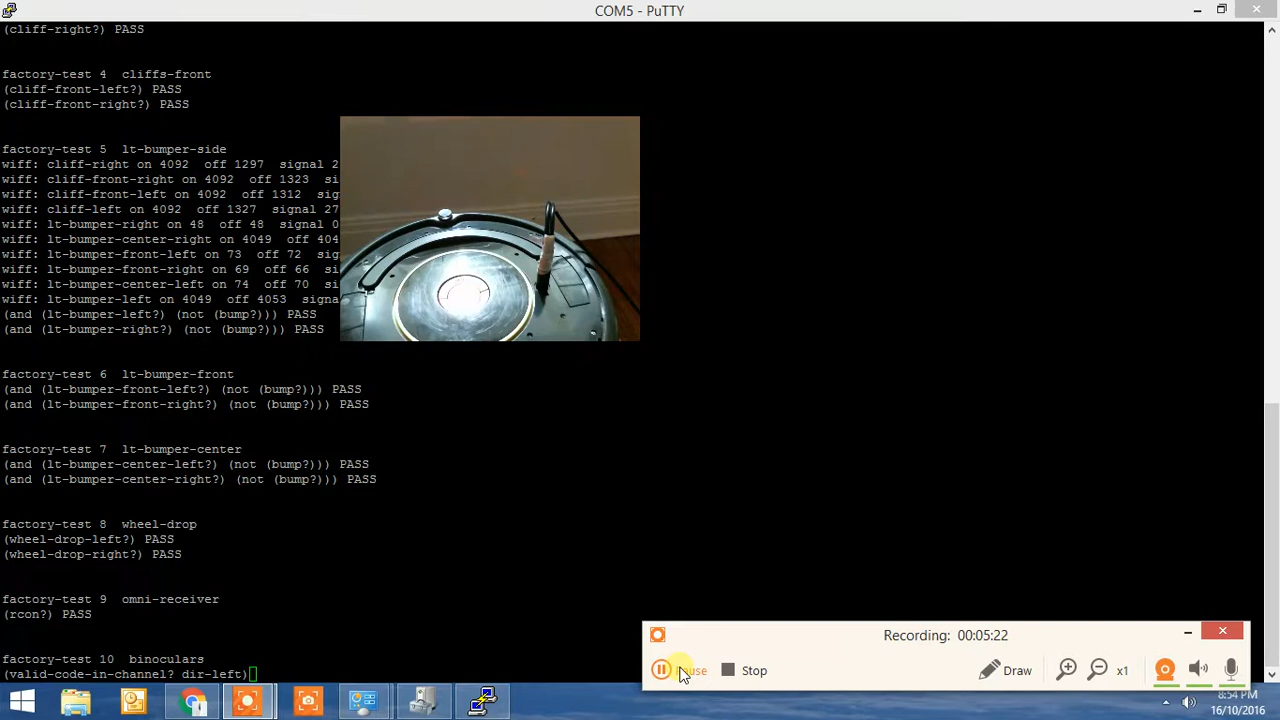 COM5 - PuTTY
(cliff-right?) PASS
factory-test 4 cliffs-front
(cliff-front-left?) PASS
(cliff-front-right?) PASS
factory-test 5 lt-bumper-side
wiff: cliff-right on 4092 off 1297 signal 2
wiff: cliff-front-right on 4092 off 1323 si
wiff: cliff-front-left on 4092 off 1312 sig
wiff: cliff-left on 4092 off 1327 signal 27
wiff: lt-bumper-right on 48 off 48 signal 0
wiff: lt-bumper-center-right on 4049 off 404
wiff: lt-bumper-front-left on 73 off 72 sig
wiff: lt-bumper-front-right on 69 off 66 si
wiff: lt-bumper-center-left on 74 off 70 si
wiff: lt-bumper-left on 4049 off 4053 signal
(and (lt-bumper-left?) (not (bump?))) PASS
(and (lt-bumper-right?) (not (bump?))) PASS
factory-test 6 lt-bumper-front
(and (lt-bumper-front-left?) (not (bump?))) PASS
(and (lt-bumper-front-right?) (not (bump?))) PASS
factory-test 7 lt-bumper-center
(and (lt-bumper-center-left?) (not (bump?))) PASS
(and (lt-bumper-center-right?) (not (bump?))) PASS
factory-test 8 wheel-drop
(wheel-drop-left?) PASS
(wheel-drop-right?) PASS
factory-test 9 omni-receiver
(rcon?) PASS
factory-test 10 binoculars
(valid-code-in-channel? dir-left)
Recording: 00:05:22
Pause Stop Draw x1
8:54 PM
16/10/2016